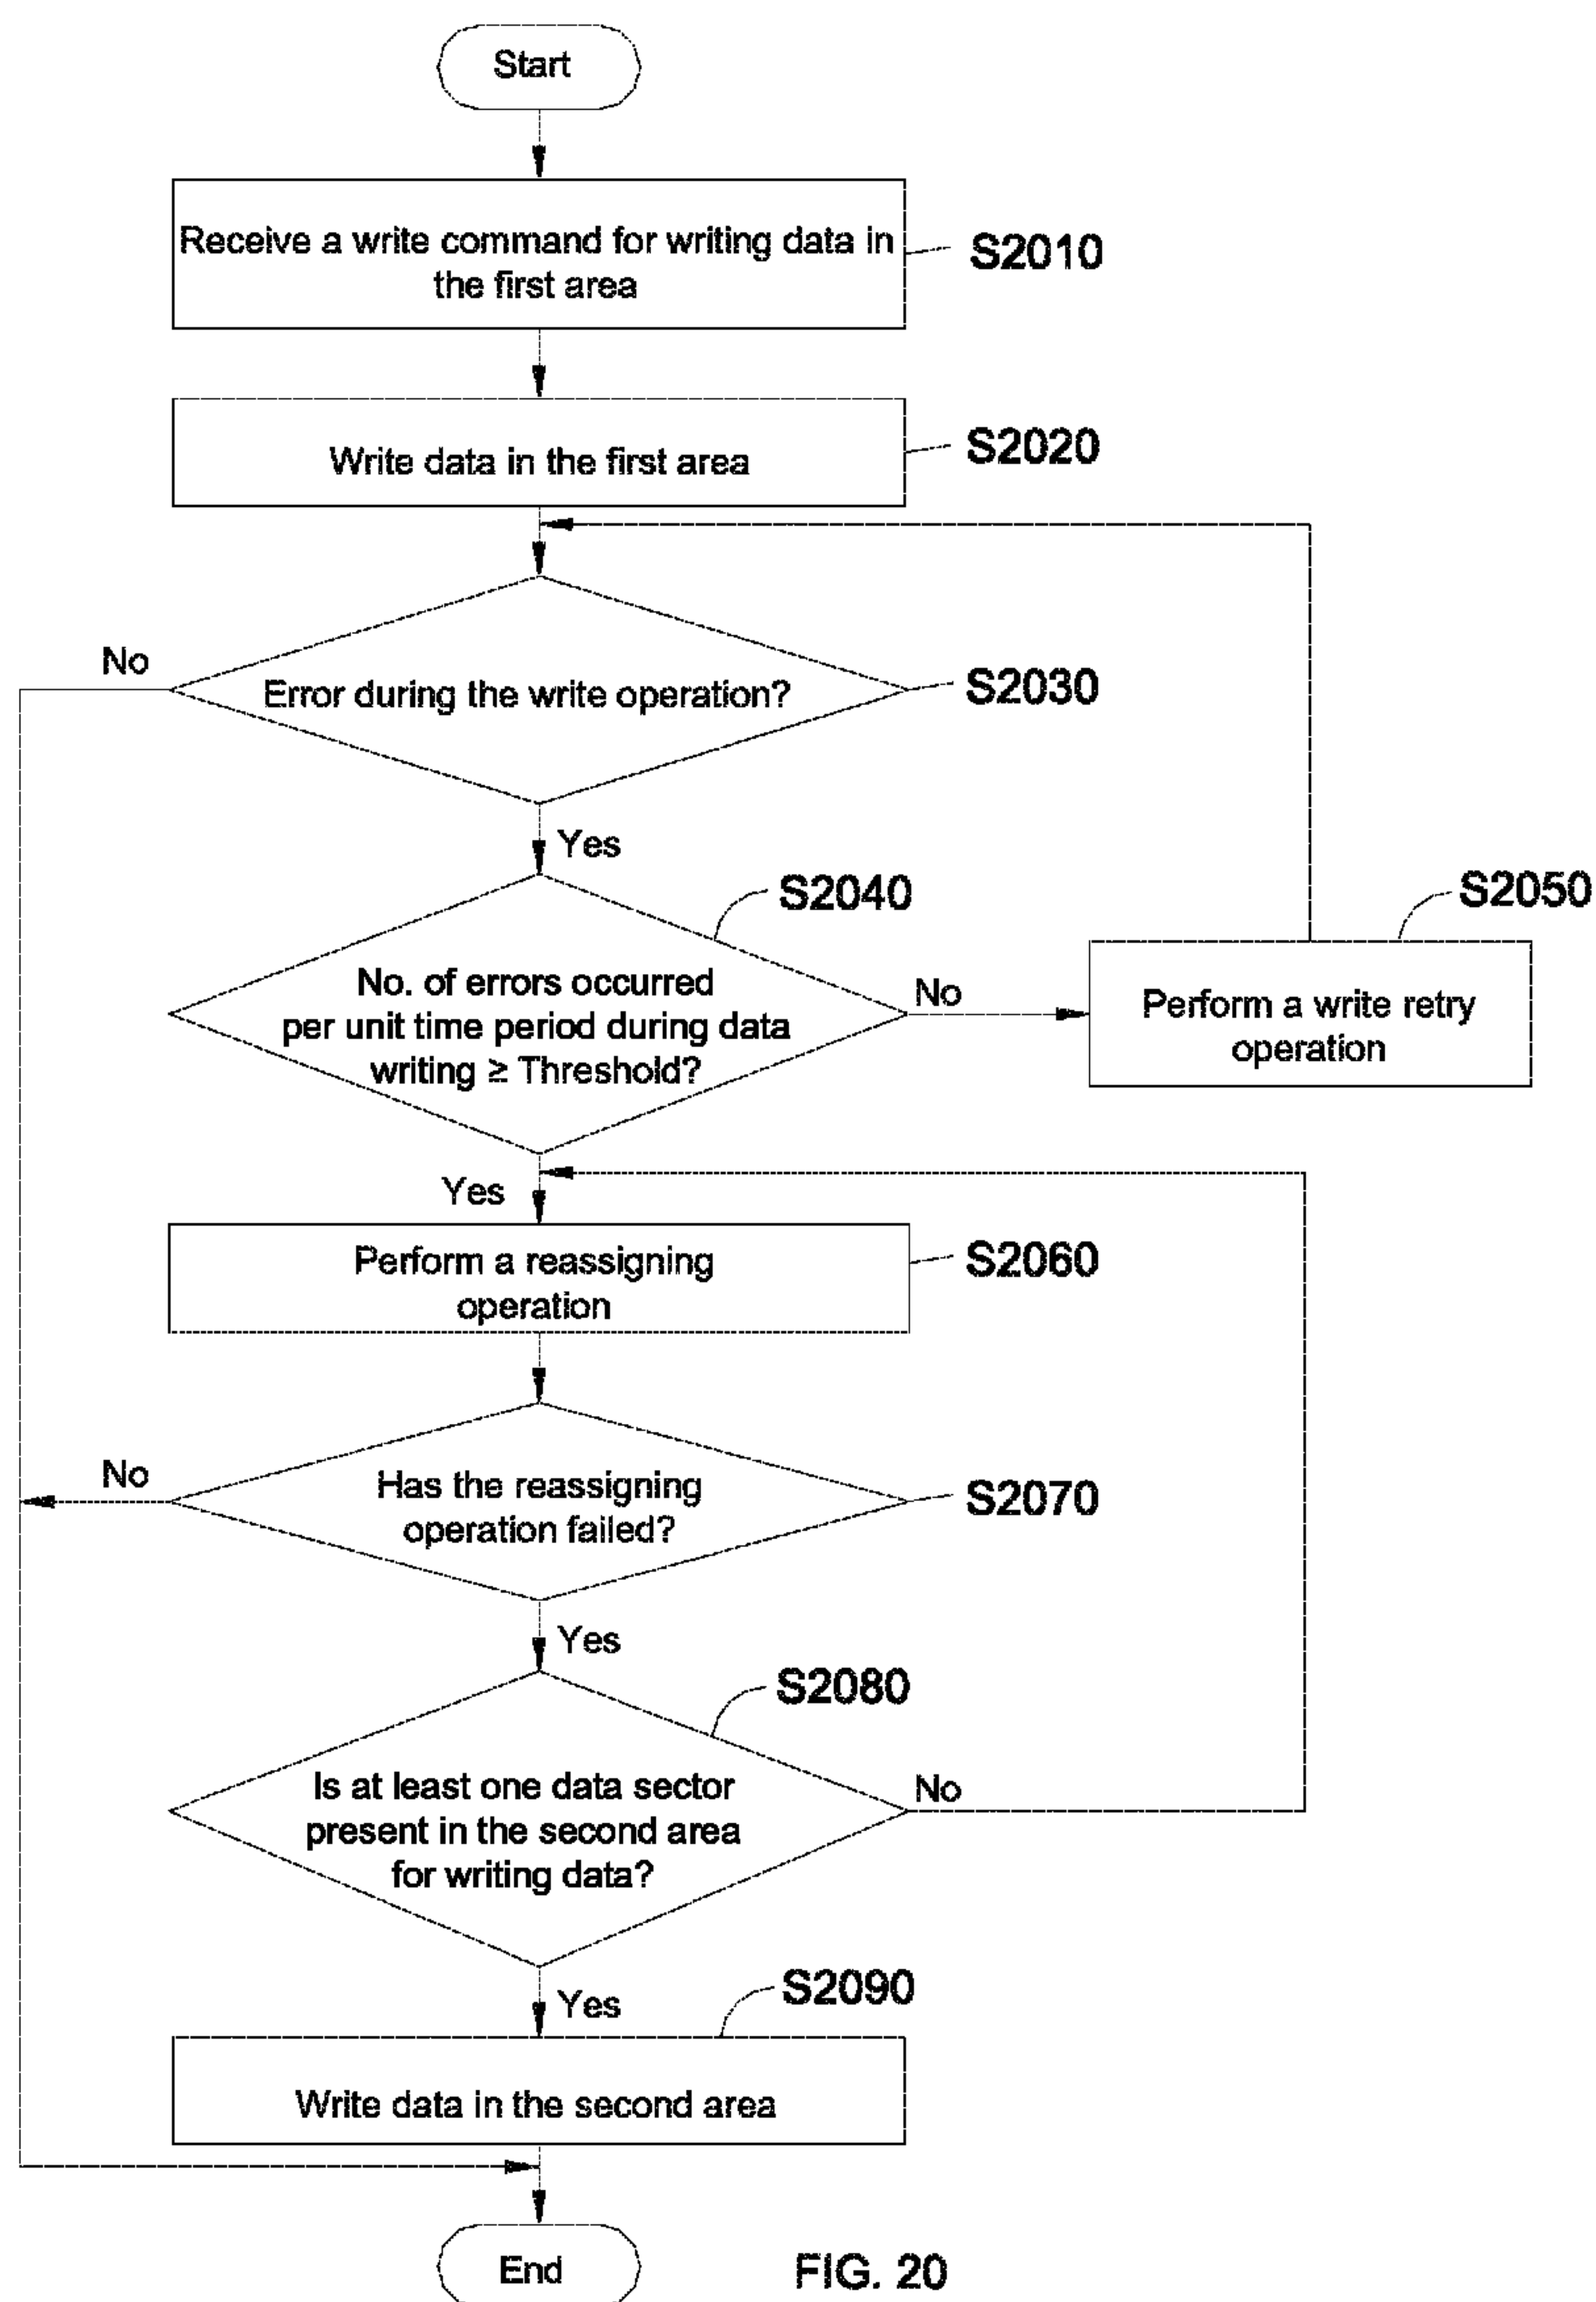 Start
Receive a write command for writing data in
the first area
S2010
Write data in the first area
S2020
No
Error during the write operation?
S2030
Yes
S2040
S2050
No. of errors occurred
per unit time period during data
writing ≥ Threshold?
No
Perform a write retry
operation
Yes
Perform a reassigning
operation
S2060
No
Has the reassigning
operation failed?
S2070
Yes
S2080
Is at least one data sector
present in the second area
for writing data?
No
Yes
S2090
Write data in the second area
End
FIG. 20